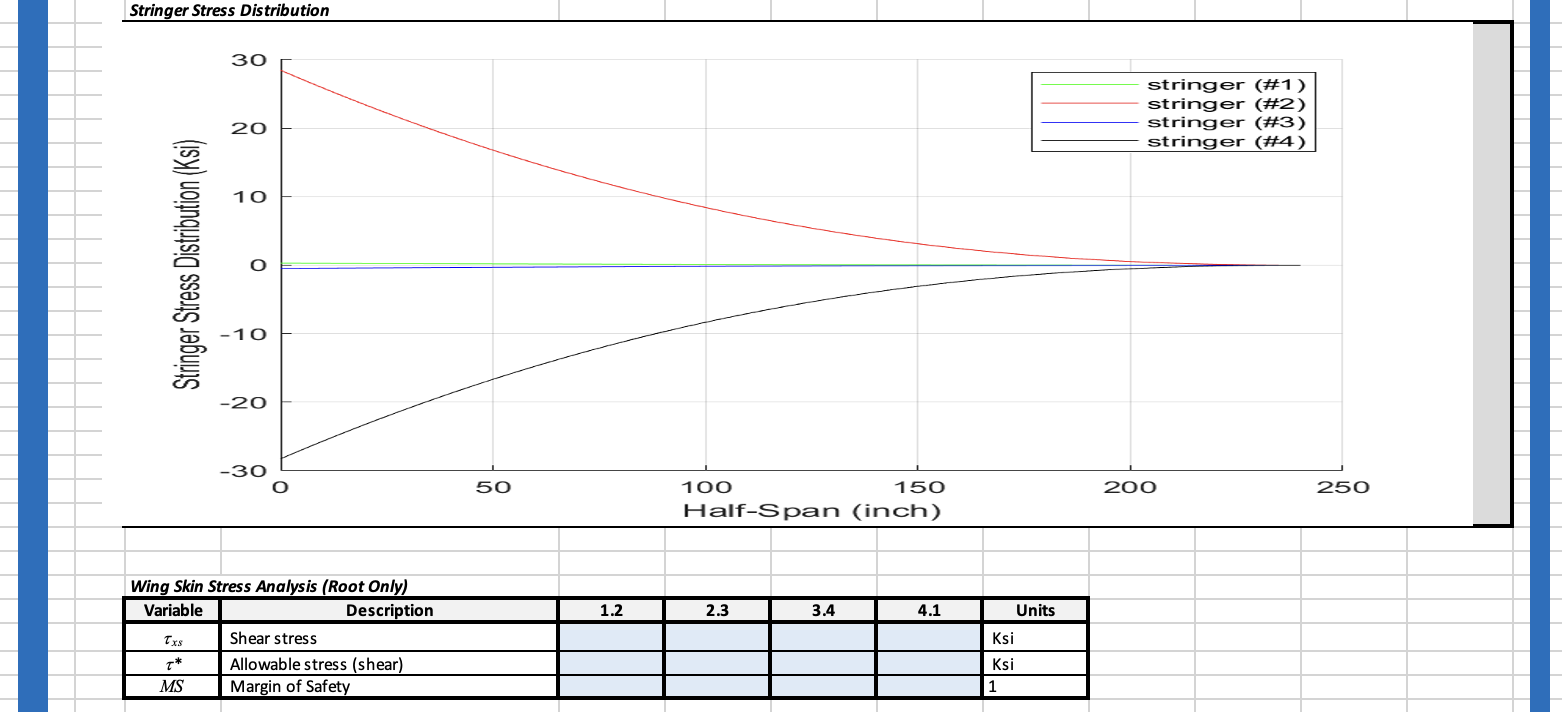 Stringer Stress Distribution
30
20
10
0
-10
-20
-30
Stringer Stress Distribution (Ksi)
stringer (#1)
stringer (#2)
stringer (#3)
stringer (#4)
0 50 100 150 200 250
Half-Span (inch)
Wing Skin Stress Analysis (Root Only)
Variable Description 1.2 2.3 3.4 4.1 Units
τxs Shear stress Ksi
τ* Allowable stress (shear) Ksi
MS Margin of Safety 1